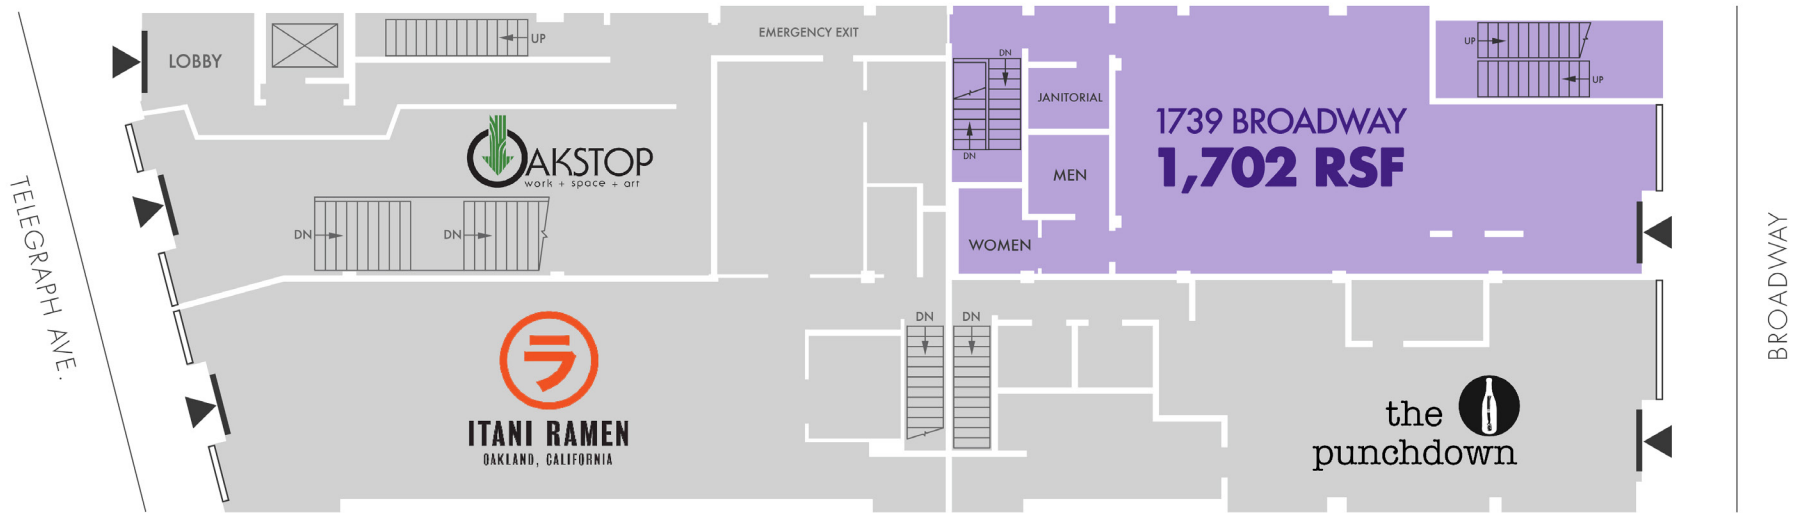 LOBBY
UP
EMERGENCY EXIT
OAKSTOP
work + space + art
DN
DN
TELEGRAPH AVE.
ラ
ITANI RAMEN
OAKLAND, CALIFORNIA
DN
DN
DN
DN
JANITORIAL
MEN
WOMEN
1739 BROADWAY
1,702 RSF
UP
UP
the
punchdown
BROADWAY